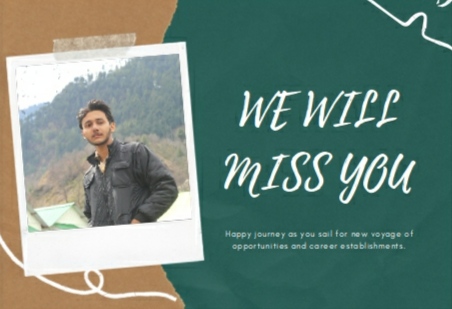 WE WILL
MISS YOU
Happy journey as you sail for new voyage of
opportunities and career establishments.